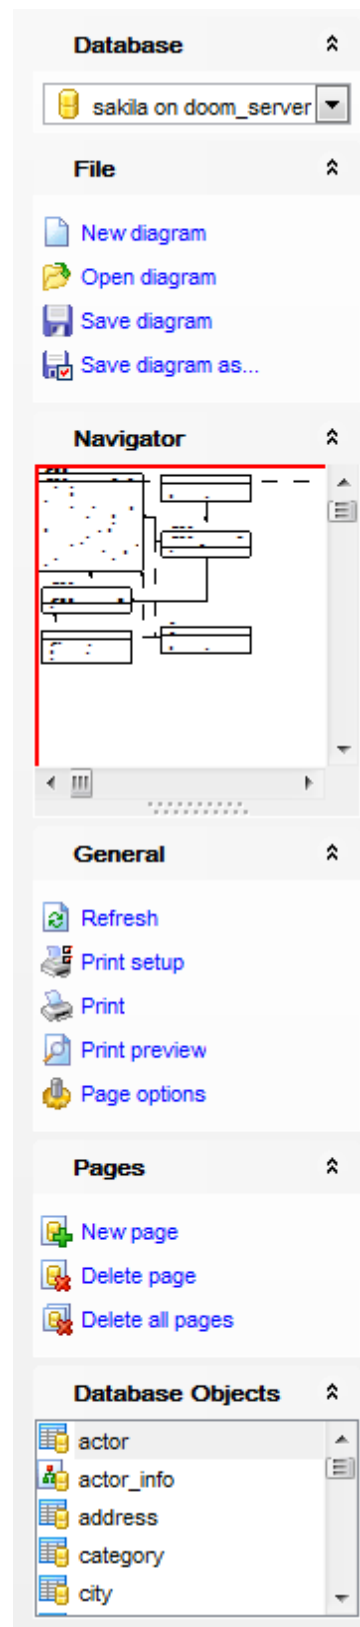 Database
sakila on doom_server
File
New diagram
Open diagram
Save diagram
Save diagram as...
Navigator
General
Refresh
Print setup
Print
Print preview
Page options
Pages
New page
Delete page
Delete all pages
Database Objects
actor
actor_info
address
category
city